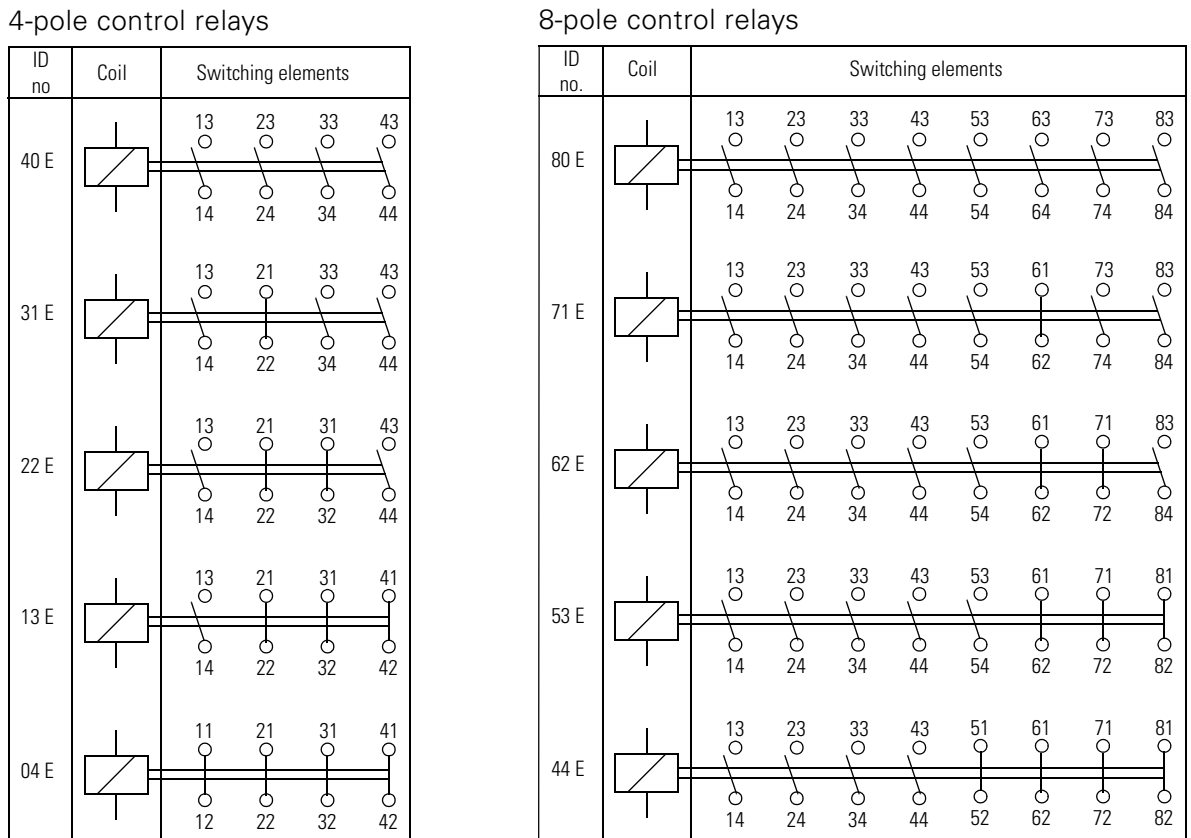 4-pole control relays
ID no
Coil
Switching elements
13 23 33 43
40 E
14 24 34 44
13 21 33 43
31 E
14 22 34 44
13 21 31 43
22 E
14 22 32 44
13 21 31 41
13 E
14 22 32 42
11 21 31 41
04 E
12 22 32 42
8-pole control relays
ID no.
Coil
Switching elements
13 23 33 43 53 63 73 83
80 E
14 24 34 44 54 64 74 84
13 23 33 43 53 61 73 83
71 E
14 24 34 44 54 62 74 84
13 23 33 43 53 61 71 83
62 E
14 24 34 44 54 62 72 84
13 23 33 43 53 61 71 81
53 E
14 24 34 44 54 62 72 82
13 23 33 43 51 61 71 81
44 E
14 24 34 44 52 62 72 82